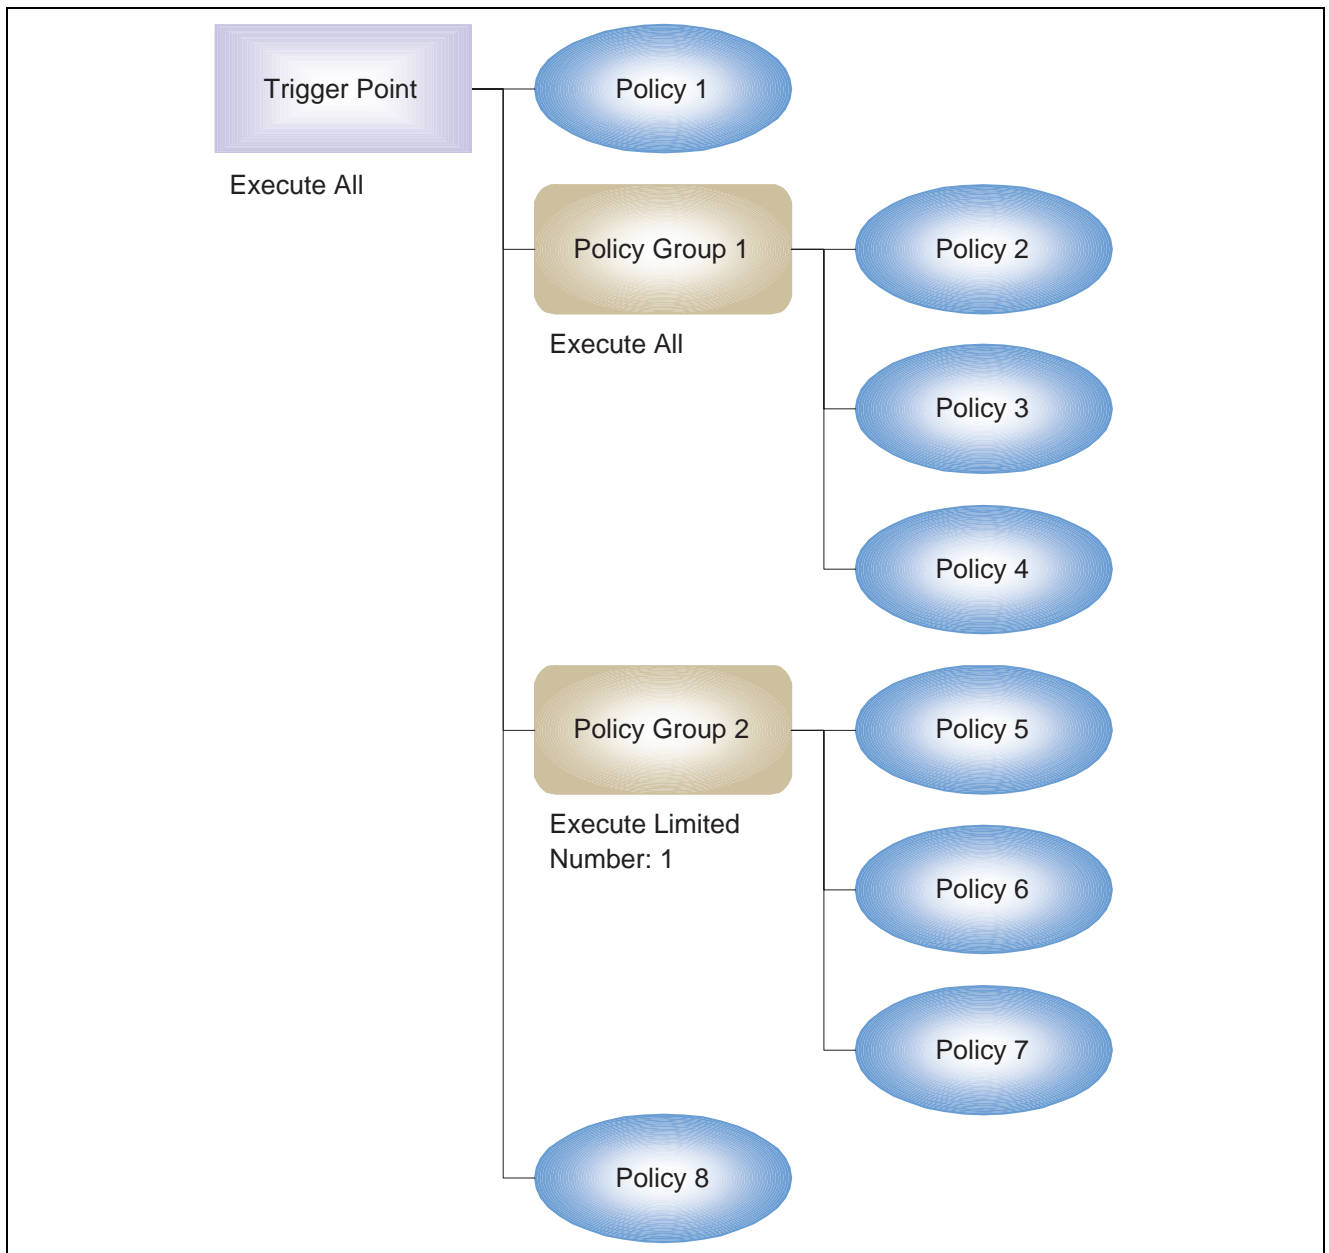 Trigger Point
Policy 1
Execute All
Policy Group 1
Policy 2
Execute All
Policy 3
Policy 4
Policy Group 2
Policy 5
Execute Limited
Number: 1
Policy 6
Policy 7
Policy 8